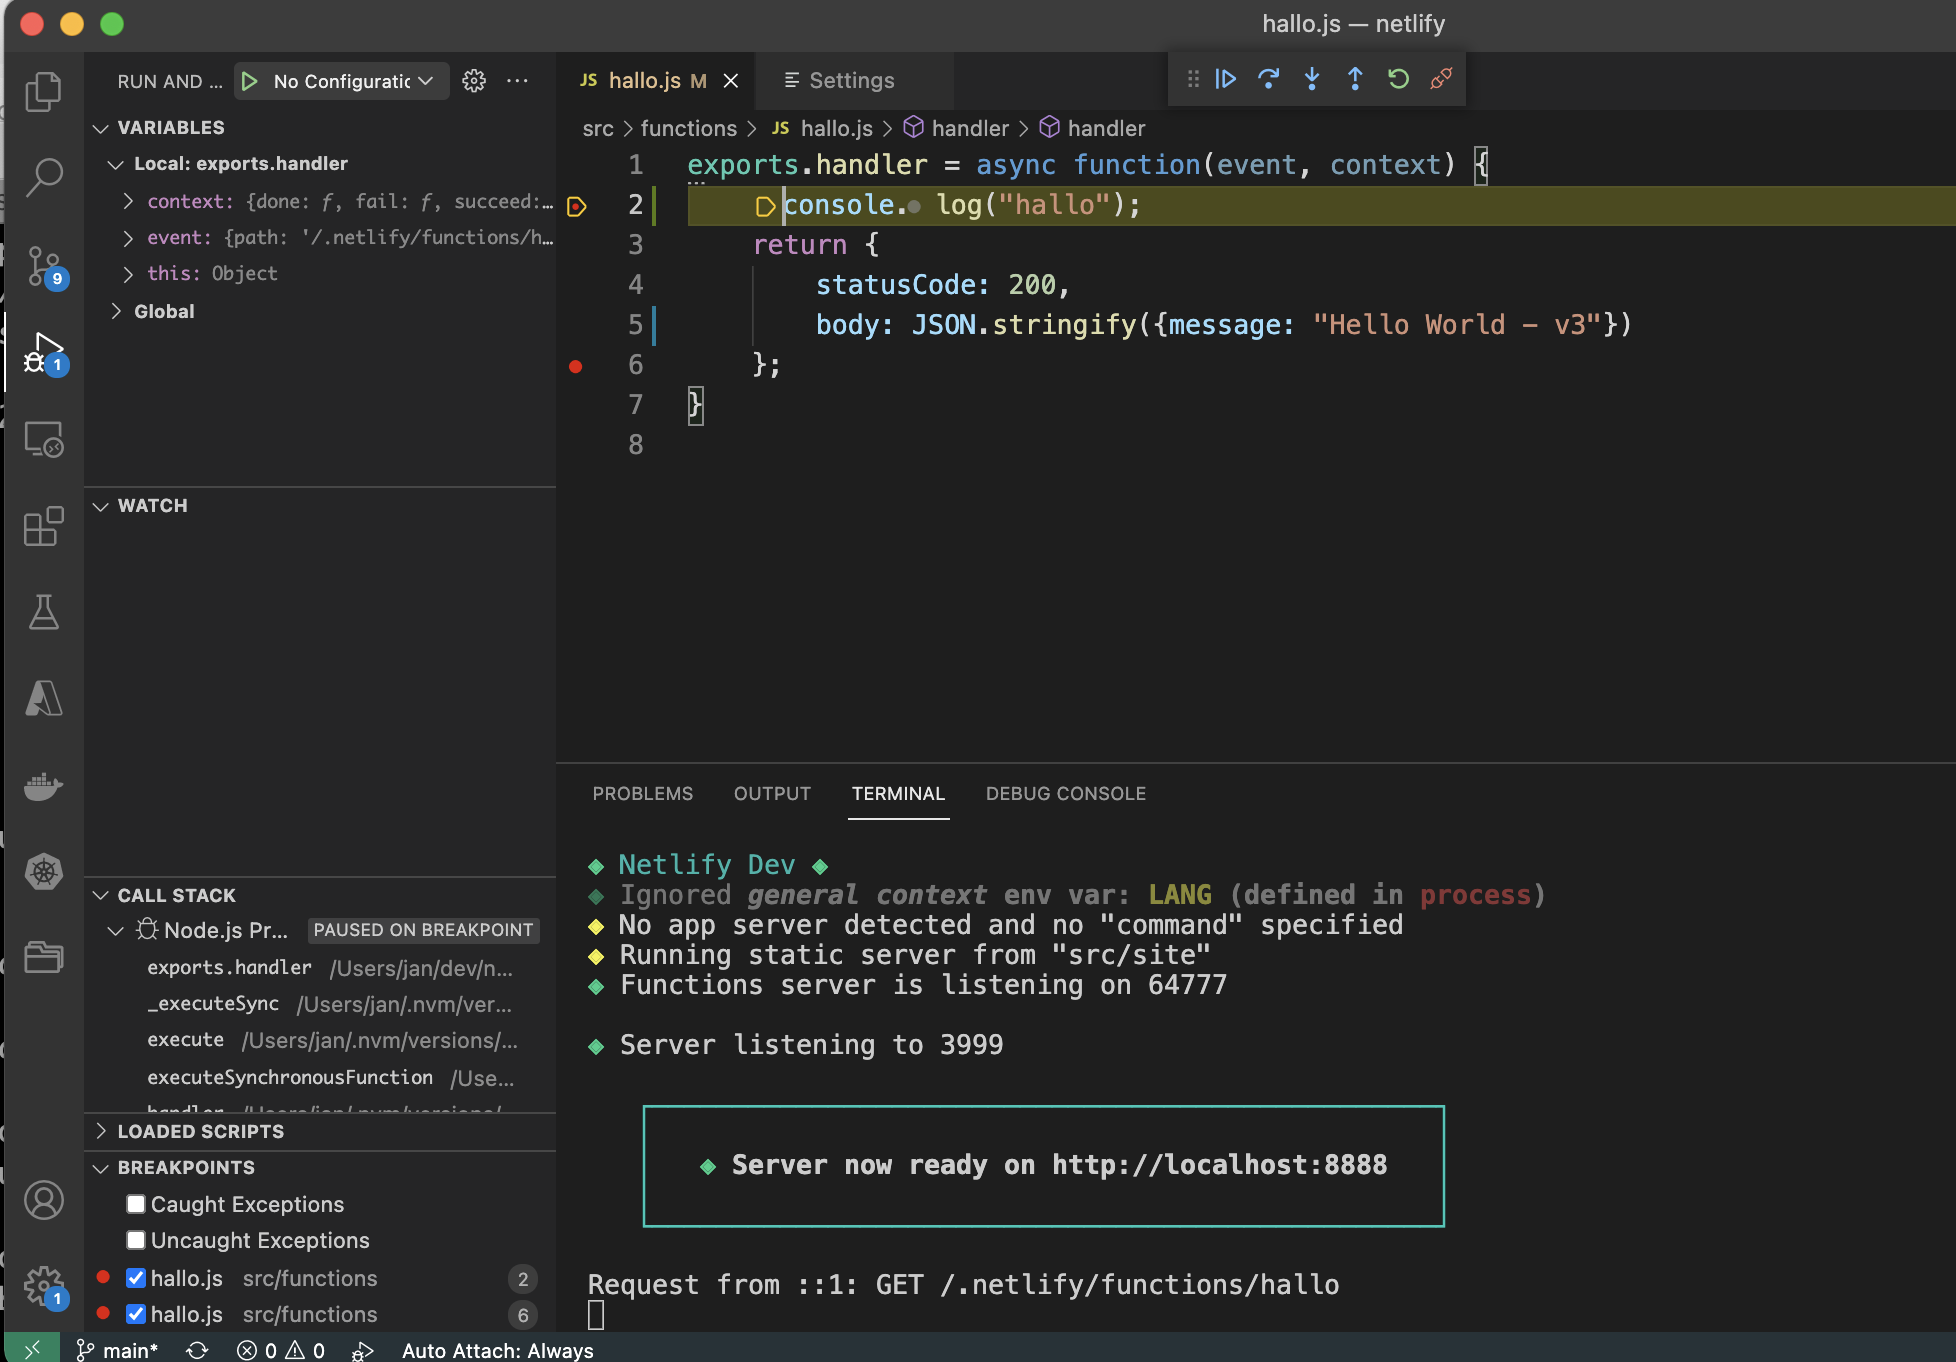 hallo.js — netlify
RUN AND ...
No Configuratic
JS hallo.js M
Settings
VARIABLES
Local: exports.handler
context: {done: ƒ, fail: ƒ, succeed:...
event: {path: '/.netlify/functions/h...
this: Object
Global
WATCH
CALL STACK
Node.js Pr... PAUSED ON BREAKPOINT
exports.handler /Users/jan/dev/n...
_executeSync /Users/jan/.nvm/ver...
execute /Users/jan/.nvm/versions/...
executeSynchronousFunction /Use...
handler /Users/jan/.nvm/versions/
LOADED SCRIPTS
BREAKPOINTS
Caught Exceptions
Uncaught Exceptions
hallo.js src/functions 2
hallo.js src/functions 6
9
1
1
src > functions > JS hallo.js > handler > handler
1 exports.handler = async function(event, context) {
2 console. log("hallo");
3 return {
4 statusCode: 200,
5 body: JSON.stringify({message: "Hello World – v3"})
6 };
7 }
8
PROBLEMS OUTPUT TERMINAL DEBUG CONSOLE
◈ Netlify Dev ◈
◈ Ignored general context env var: LANG (defined in process)
◈ No app server detected and no "command" specified
◈ Running static server from "src/site"
◈ Functions server is listening on 64777
◈ Server listening to 3999
◈ Server now ready on http://localhost:8888
Request from ::1: GET /.netlify/functions/hallo
main* 0 0 Auto Attach: Always